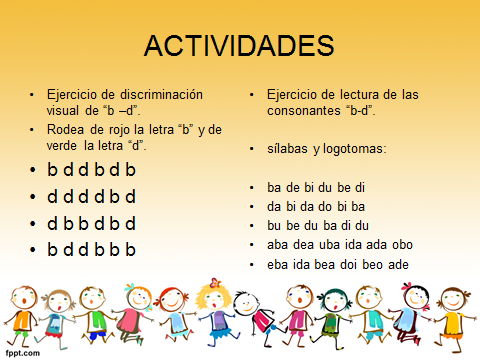 ACTIVIDADES
Ejercicio de discriminación
visual de “b –d”.
Rodea de rojo la letra “b” y de
verde la letra “d”.
b d d b d b
d d d d b d
d b b d b d
b d d b b b
Ejercicio de lectura de las
consonantes “b-d”.
sílabas y logotomas:
ba de bi du be di
da bi da do bi ba
bu be du ba di du
aba dea uba ida ada obo
eba ida bea doi beo ade
fppt.com